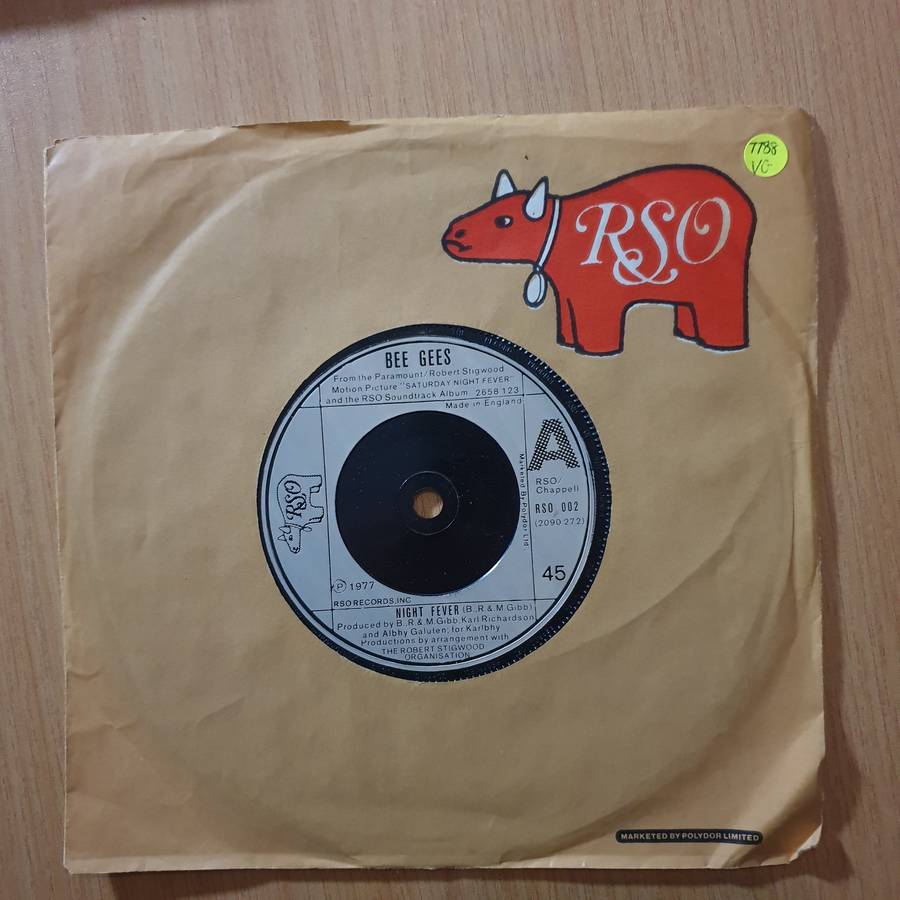 7788
VG-
RSO
BEE GEES
From the Paramount/Robert Stigwood
Motion Picture "SATURDAY NIGHT FEVER"
and the RSO Soundtrack Album 2658 123
Made in England
A
RSO/
Chappell
RSO 002
(2090 272)
Marketed By Polydor Ltd.
RSO
45
℗ 1977
RSO RECORDS, INC
NIGHT FEVER (B.,R.& M.Gibb)
Produced by B.,R.& M.Gibb, Karl Richardson
and Albhy Galuten, for Karlbhy
Productions by arrangement with
THE ROBERT STIGWOOD
ORGANISATION
MARKETED BY POLYDOR LIMITED